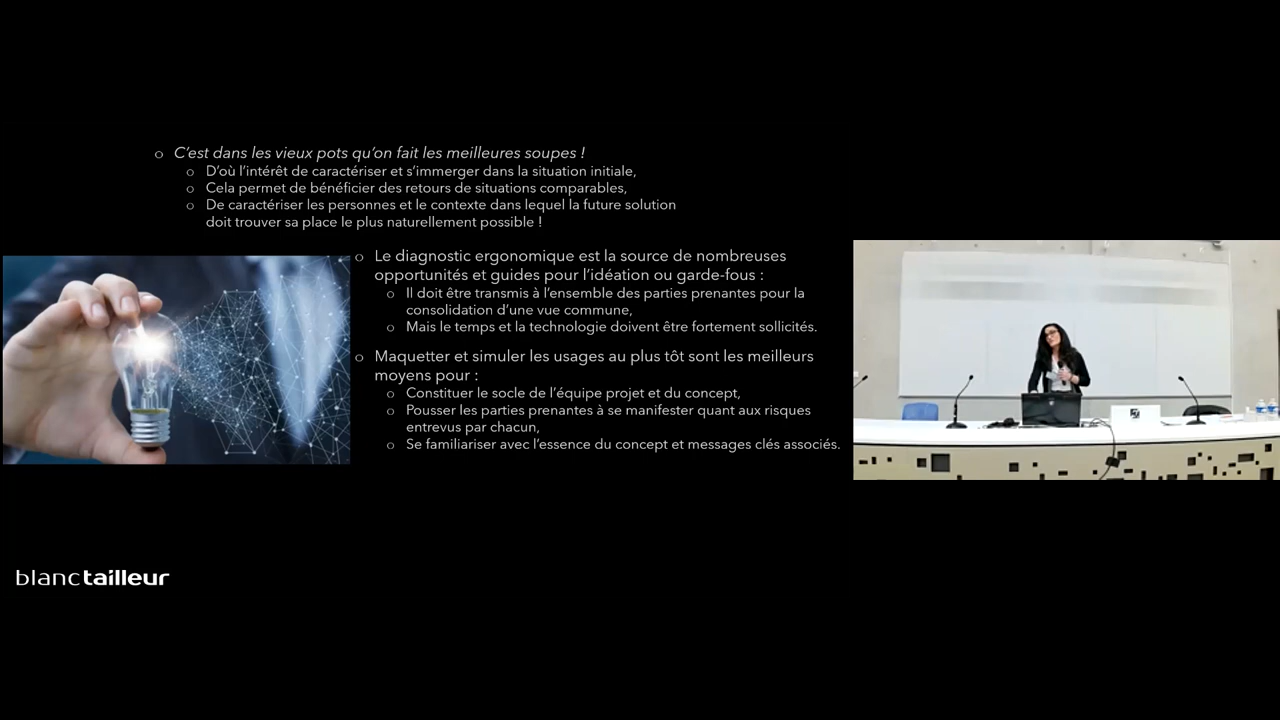 o C’est dans les vieux pots qu’on fait les meilleures soupes !
o D’où l’intérêt de caractériser et s’immerger dans la situation initiale,
o Cela permet de bénéficier des retours de situations comparables,
o De caractériser les personnes et le contexte dans lequel la future solution
doit trouver sa place le plus naturellement possible !
o Le diagnostic ergonomique est la source de nombreuses
opportunités et guides pour l’idéation ou garde-fous :
o Il doit être transmis à l’ensemble des parties prenantes pour la
consolidation d’une vue commune,
o Mais le temps et la technologie doivent être fortement sollicités.
o Maquetter et simuler les usages au plus tôt sont les meilleurs
moyens pour :
o Constituer le socle de l’équipe projet et du concept,
o Pousser les parties prenantes à se manifester quant aux risques
entrevus par chacun,
o Se familiariser avec l’essence du concept et messages clés associés.
blanctailleur